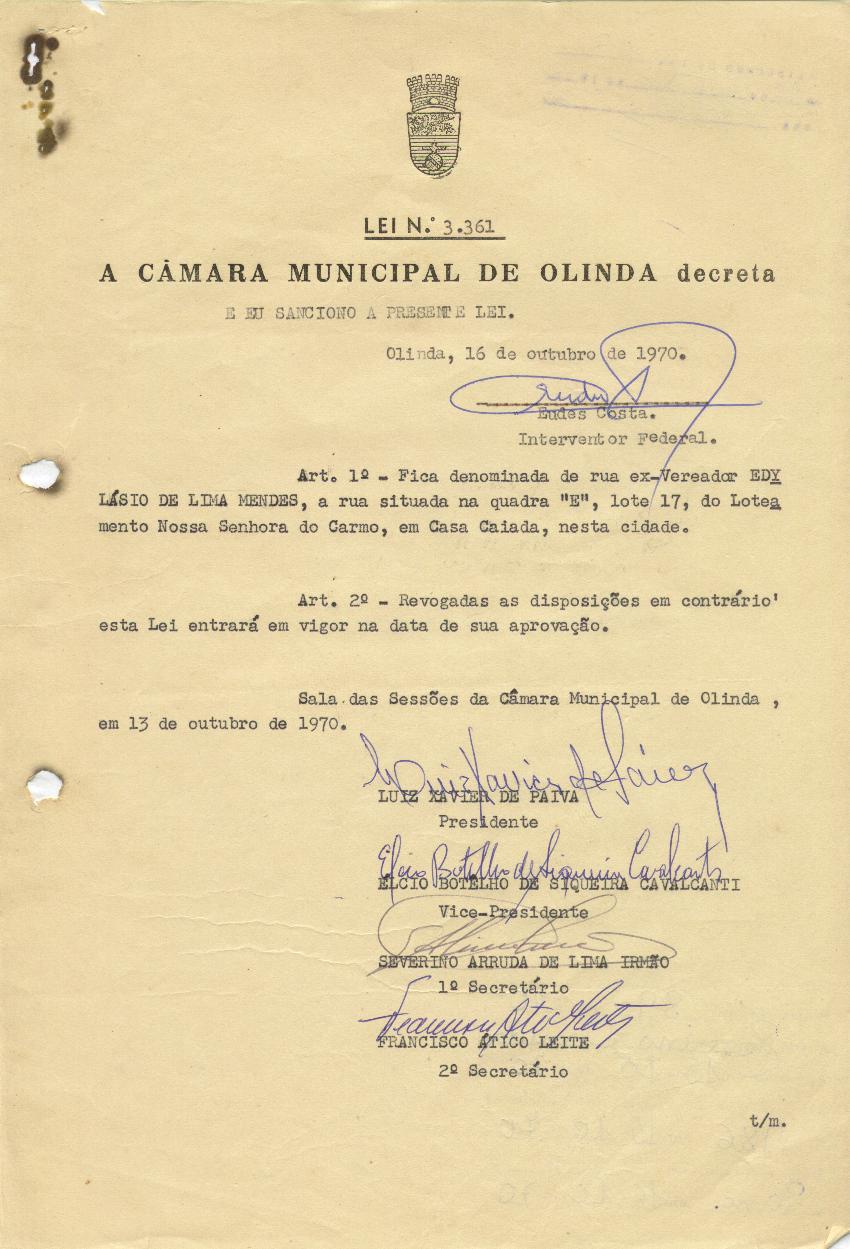 LEI N.º 3.361
A CÂMARA MUNICIPAL DE OLINDA decreta
E EU SANCIONO A PRESENTE LEI.
Olinda, 16 de outubro de 1970.
Eudes Costa.
Interventor Federal.
Art. 1º - Fica denominada de rua ex-Vereador EDY
LÁSIO DE LIMA MENDES, a rua situada na quadra "E", lote 17, do Lotea
mento Nossa Senhora do Carmo, em Casa Caiada, nesta cidade.
Art. 2º - Revogadas as disposições em contrário'
esta Lei entrará em vigor na data de sua aprovação.
Sala das Sessões da Câmara Municipal de Olinda ,
em 13 de outubro de 1970.
Luiz Xavier de Paiva
LUIZ XAVIER DE PAIVA
Presidente
Elcio Botelho de Siqueira Cavalcanti
ELCIO BOTELHO DE SIQUEIRA CAVALCANTI
Vice-Presidente
SEVERINO ARRUDA DE LIMA IRMÃO
1º Secretário
FRANCISCO ÁTICO LEITE
2º Secretário
t/m.